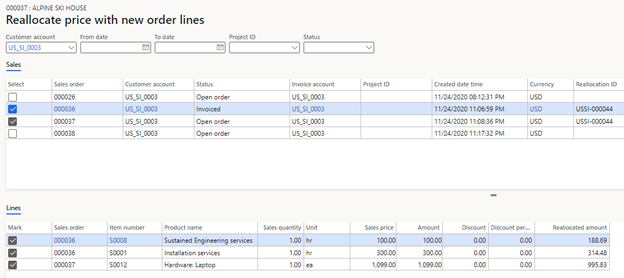 000037 : ALPINE SKI HOUSE
Reallocate price with new order lines
Customer account From date To date Project ID Status
US_SI_0003
Sales
Select Sales order Customer account Status Invoice account Project ID Created date time Currency Reallocation ID
000026 US_SI_0003 Open order US_SI_0003 11/24/2020 08:12:31 PM USD
000036 US_SI_0003 Invoiced US_SI_0003 11/24/2020 11:06:59 PM USD USSI-000044
000037 US_SI_0003 Open order US_SI_0003 11/24/2020 11:08:36 PM USD USSI-000044
000038 US_SI_0003 Open order US_SI_0003 11/24/2020 11:17:32 PM USD
Lines
Mark Sales order Item number Product name Sales quantity Unit Sales price Amount Discount Discount per... Reallocated amount
000036 S0008 Sustained Engineering services 1.00 hr 100.00 100.00 0.00 0.00 188.69
000036 S0001 Installation services 1.00 hr 300.00 300.00 0.00 0.00 314.48
000037 S0012 Hardware: Laptop 1.00 ea 1,099.00 1,099.00 0.00 0.00 995.83